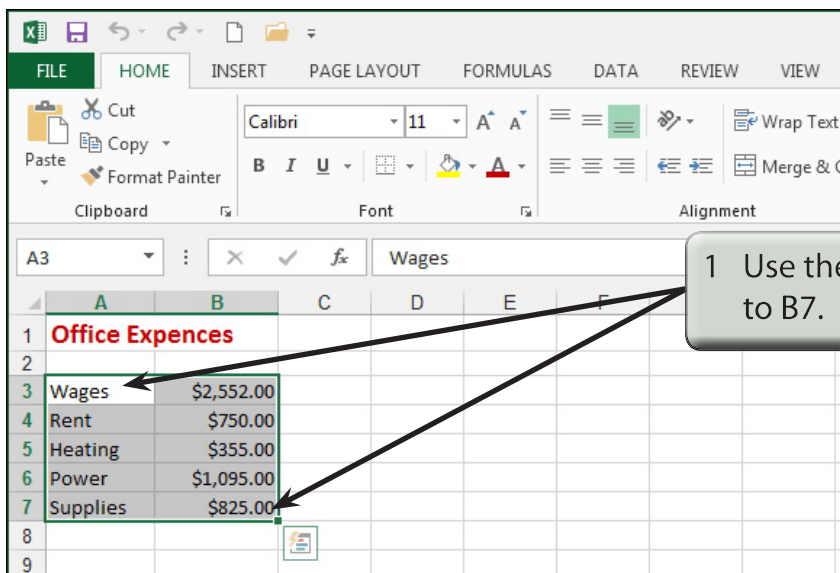 FILE HOME INSERT PAGE LAYOUT FORMULAS DATA REVIEW VIEW
Cut
Copy
Paste
Format Painter
Calibri 11 A A
B I U A
Wrap Text
Merge & C
Clipboard Font Alignment
A3 fx Wages
1 Use the
to B7.
A B C D E F
1 Office Expences
2
3 Wages $2,552.00
4 Rent $750.00
5 Heating $355.00
6 Power $1,095.00
7 Supplies $825.00
8
9